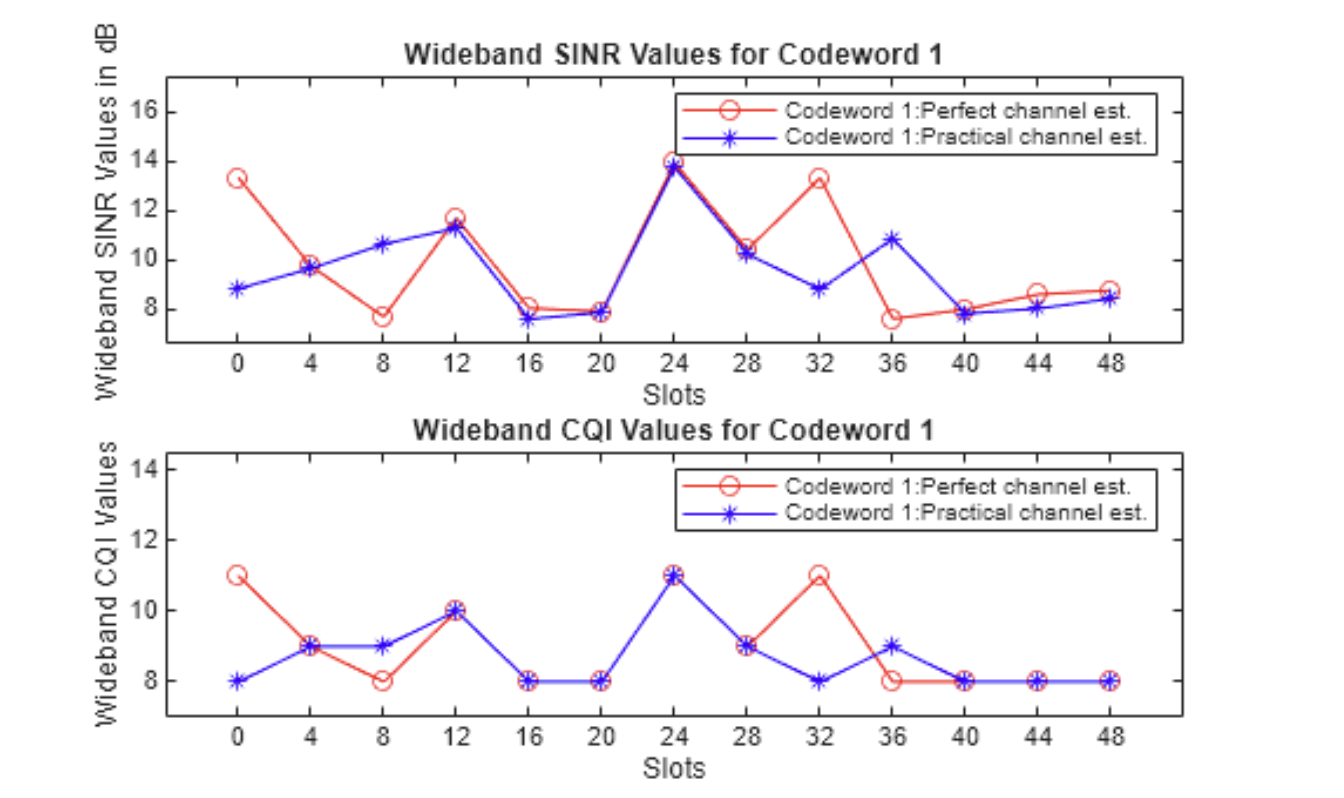 Wideband SINR Values for Codeword 1
Wideband SINR Values in dB
16
14
12
10
8
Codeword 1:Perfect channel est.
Codeword 1:Practical channel est.
0 4 8 12 16 20 24 28 32 36 40 44 48
Slots
Wideband CQI Values for Codeword 1
Wideband CQI Values
14
12
10
8
Codeword 1:Perfect channel est.
Codeword 1:Practical channel est.
0 4 8 12 16 20 24 28 32 36 40 44 48
Slots